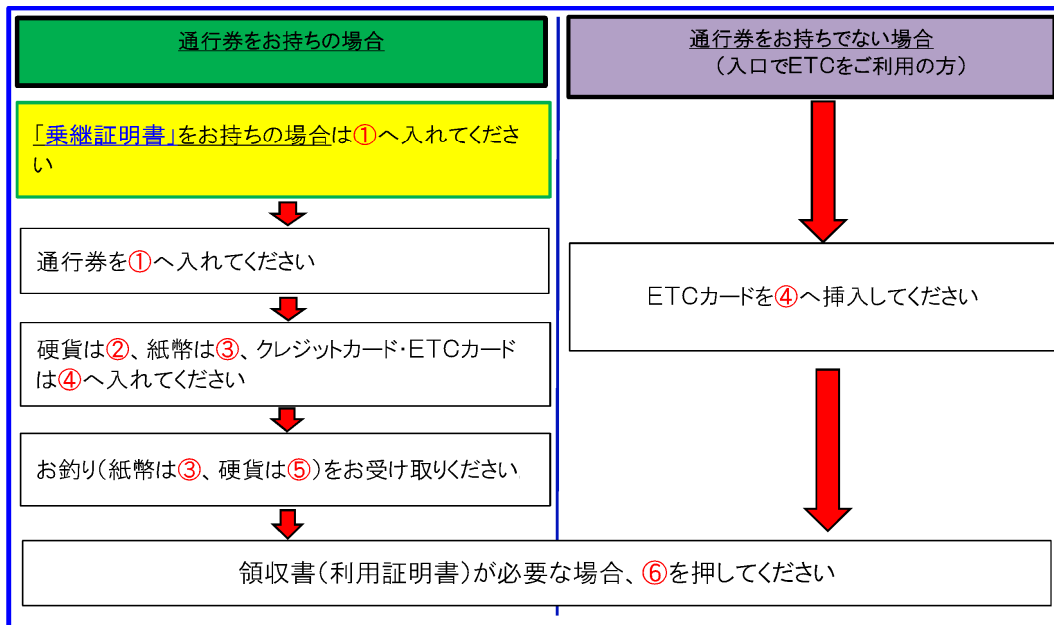 通行券をお持ちの場合
「乗継証明書」をお持ちの場合は①へ入れてくださ
い
通行券を①へ入れてください
硬貨は②、紙幣は③、クレジットカード・ETCカード
は④へ入れてください
お釣り(紙幣は③、硬貨は⑤)をお受け取りください
通行券をお持ちでない場合
(入口でETCをご利用の方)
ETCカードを④へ挿入してください
領収書(利用証明書)が必要な場合、⑥を押してください